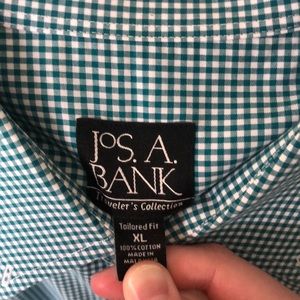 JoS. A.
BANK
Traveler's Collection
Tailored Fit
XL
100% COTTON
MADE IN